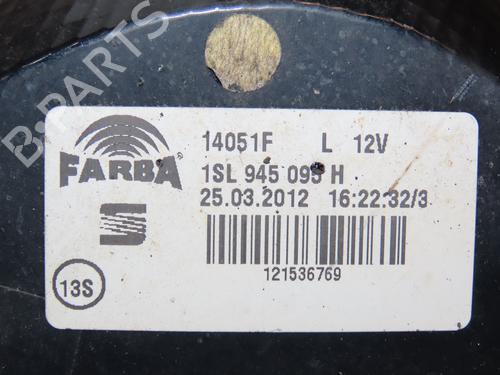 B-PARTS
14051F L 12V
FARBA
1SL 945 095 H
25.03.2012 16:22:32/3
121536769
13S